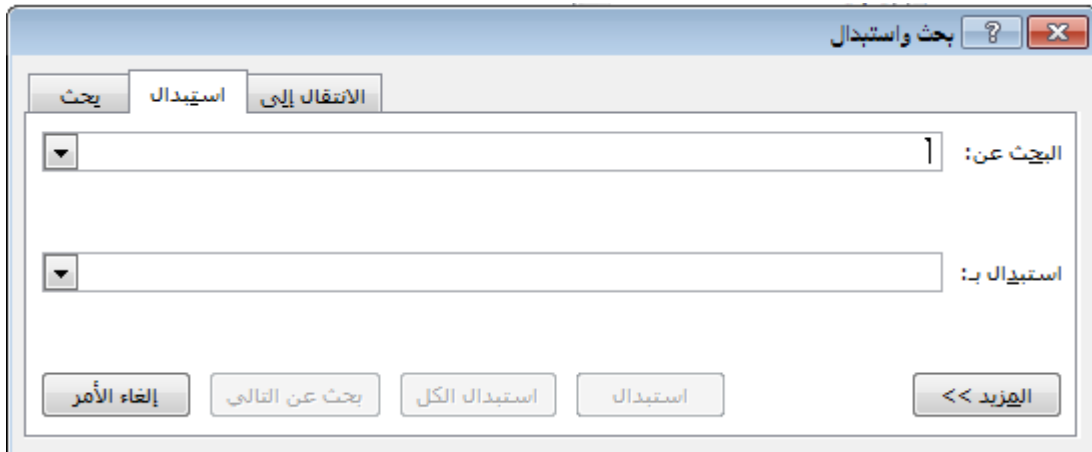 بحث واستبدال
بحث استبدال الانتقال إلى
البحث عن:
استبدال بـ:
المزيد >> استبدال استبدال الكل بحث عن التالي إلغاء الأمر